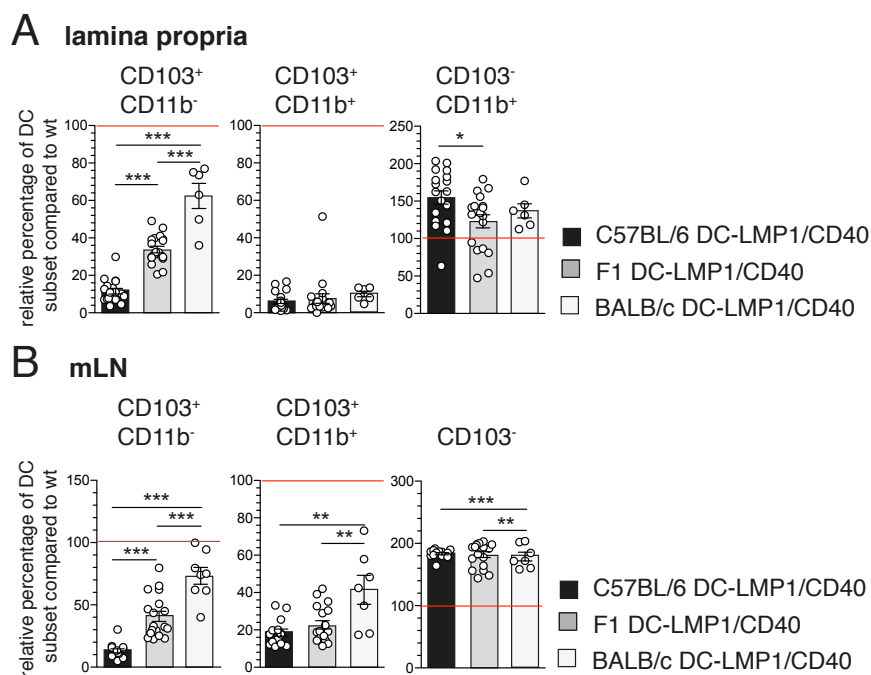 A lamina propria
CD103⁺
CD11b⁻
CD103⁺
CD11b⁺
CD103⁻
CD11b⁺
relative percentage of DC
subset compared to wt
100
80
60
40
20
0
***
***
***
100
80
60
40
20
0
250
200
150
100
50
0
*
C57BL/6 DC-LMP1/CD40
F1 DC-LMP1/CD40
BALB/c DC-LMP1/CD40
B mLN
CD103⁺
CD11b⁻
CD103⁺
CD11b⁺
CD103⁻
relative percentage of DC
subset compared to wt
150
100
50
0
***
***
***
100
80
60
40
20
0
**
**
300
200
100
0
***
**
C57BL/6 DC-LMP1/CD40
F1 DC-LMP1/CD40
BALB/c DC-LMP1/CD40